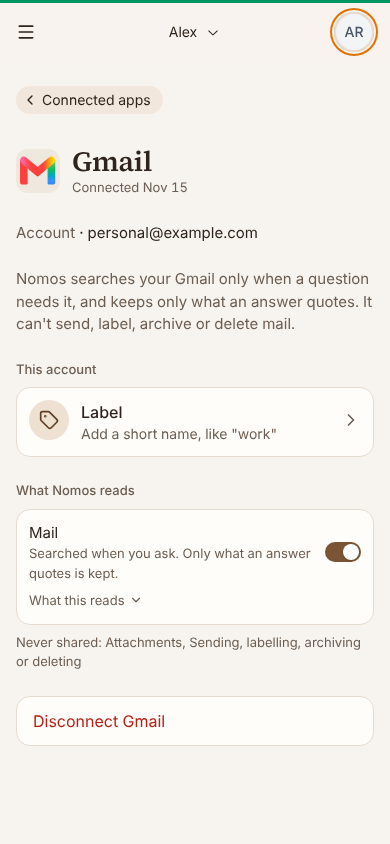 Alex
AR
Connected apps
Gmail
Connected Nov 15
Account · personal@example.com
Nomos searches your Gmail only when a question
needs it, and keeps only what an answer quotes. It
can't send, label, archive or delete mail.
This account
Label
Add a short name, like "work"
What Nomos reads
Mail
Searched when you ask. Only what an answer
quotes is kept.
What this reads
Never shared: Attachments, Sending, labelling, archiving
or deleting
Disconnect Gmail